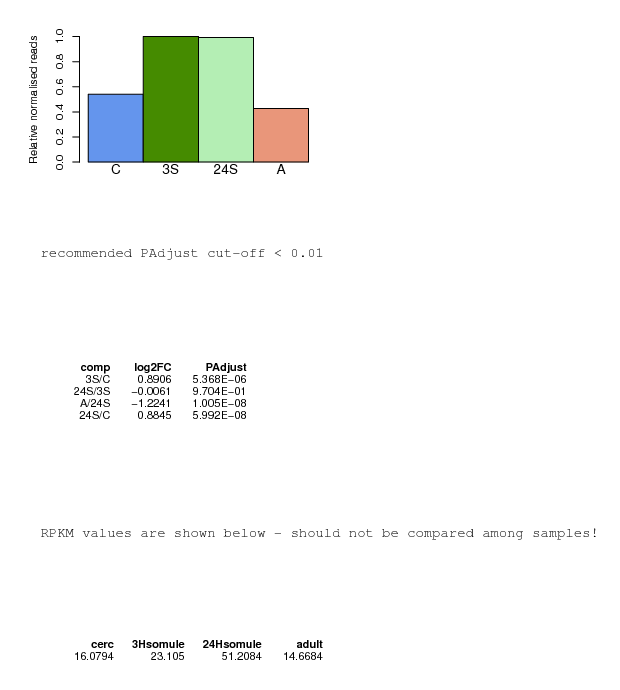 Relative normalised reads
1.0
0.8
0.6
0.4
0.2
0.0
C 3S 24S A
recommended PAdjust cut-off < 0.01
comp log2FC PAdjust
3S/C 0.8906 5.368E-06
24S/3S −0.0061 9.704E-01
A/24S −1.2241 1.005E-08
24S/C 0.8845 5.992E-08
RPKM values are shown below - should not be compared among samples!
cerc 3Hsomule 24Hsomule adult
16.0794 23.105 51.2084 14.6684